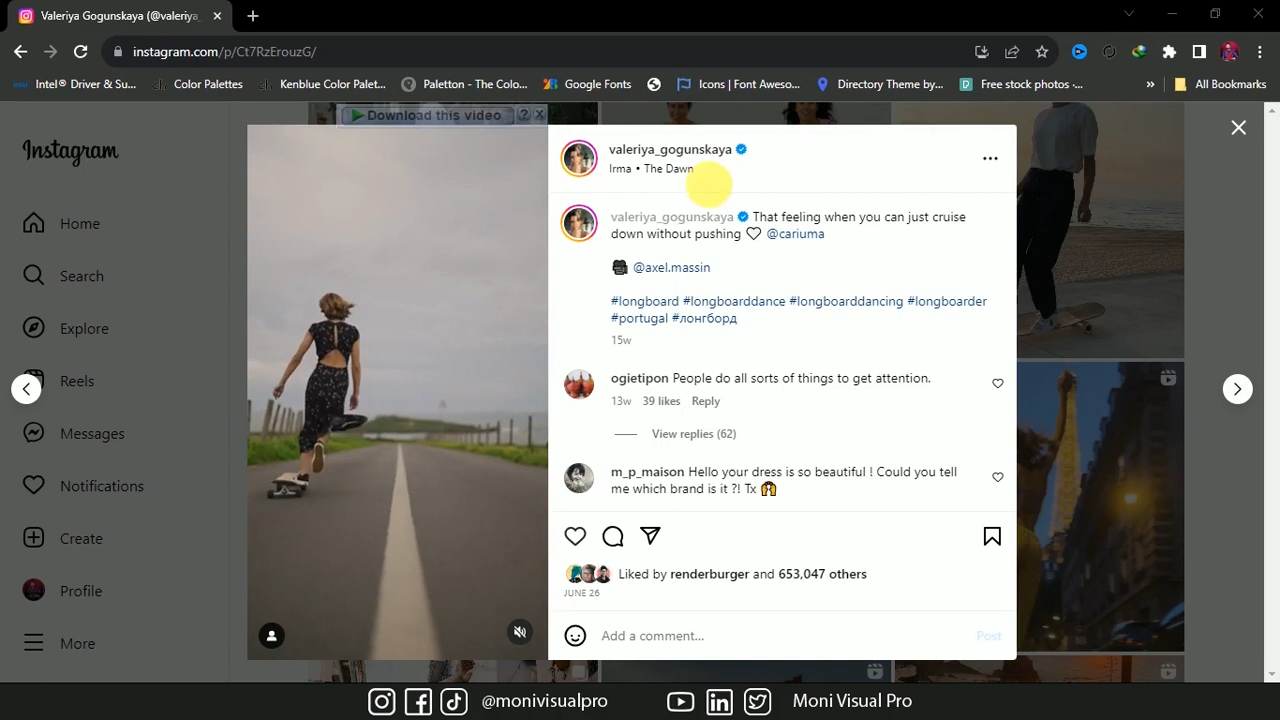 Valeriya Gogunskaya (@valeriya_
instagram.com/p/Ct7RzErouzG/
Intel® Driver & Su...
Color Palettes
Kenblue Color Palet...
Paletton - The Colo...
Google Fonts
Icons | Font Aweso...
Directory Theme by...
Free stock photos ·...
»
All Bookmarks
Download this video
?
Instagram
Home
Search
Explore
Reels
Messages
Notifications
Create
Profile
More
valeriya_gogunskaya
Irma • The Dawn
valeriya_gogunskaya That feeling when you can just cruise
down without pushing ♡ @cariuma
🎥 @axel.massin
#longboard #longboarddance #longboarddancing #longboarder
#portugal #лонгборд
15w
ogietipon People do all sorts of things to get attention.
13w 39 likes Reply
View replies (62)
m_p_maison Hello your dress is so beautiful ! Could you tell
me which brand is it ?! Tx
Liked by renderburger and 653,047 others
JUNE 26
Add a comment...
Post
@monivisualpro
Moni Visual Pro